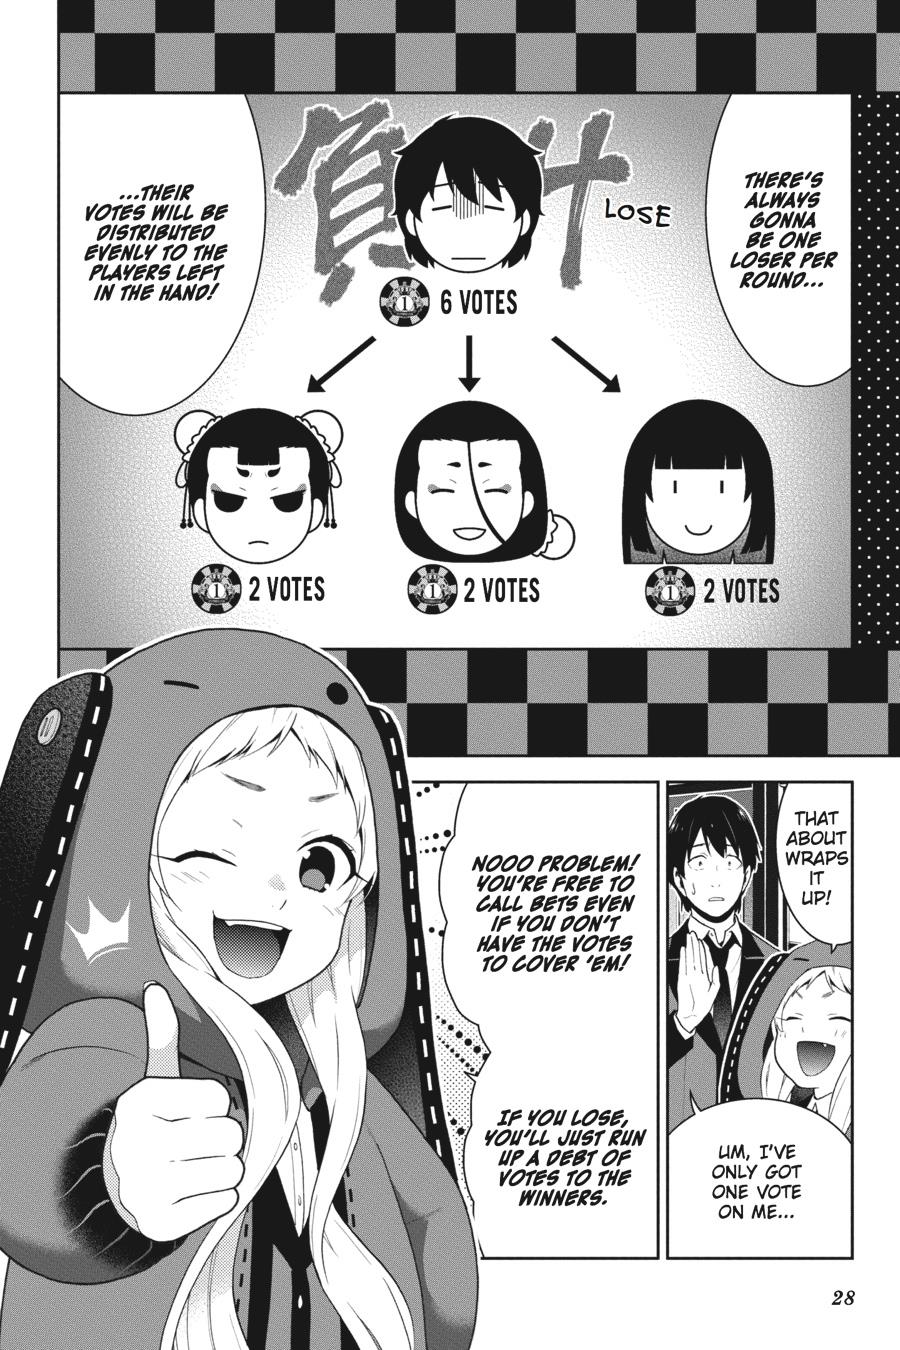 THERE'S
ALWAYS
GONNA
BE ONE
LOSER PER
ROUND...
負け
LOSE
1
6 VOTES
...THEIR
VOTES WILL BE
DISTRIBUTED
EVENLY TO THE
PLAYERS LEFT
IN THE HAND!
1
2 VOTES
1
2 VOTES
1
2 VOTES
THAT
ABOUT
WRAPS
IT
UP!
UM, I'VE
ONLY GOT
ONE VOTE
ON ME...
NOOO PROBLEM!
YOU'RE FREE TO
CALL BETS EVEN
IF YOU DON'T
HAVE THE VOTES
TO COVER 'EM!
IF YOU LOSE,
YOU'LL JUST RUN
UP A DEBT OF
VOTES TO THE
WINNERS.
28